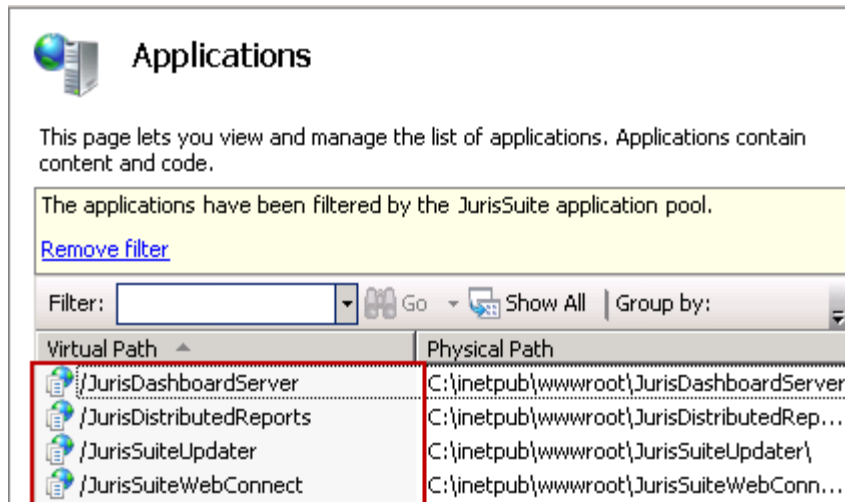 Applications
This page lets you view and manage the list of applications. Applications contain
content and code.
The applications have been filtered by the JurisSuite application pool.
Remove filter
Filter: Go Show All Group by:
Virtual Path Physical Path
/JurisDashboardServer C:\inetpub\wwwroot\JurisDashboardServer
/JurisDistributedReports C:\inetpub\wwwroot\JurisDistributedRep...
/JurisSuiteUpdater C:\inetpub\wwwroot\JurisSuiteUpdater\
/JurisSuiteWebConnect C:\inetpub\wwwroot\JurisSuiteWebConn...